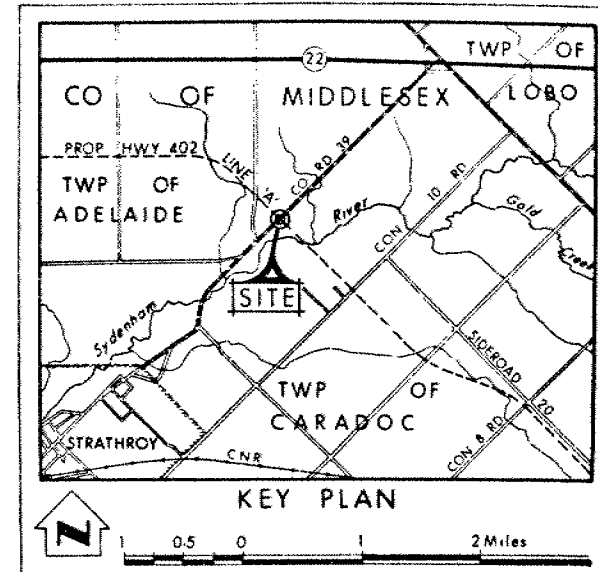 TWP OF
22
CO OF MIDDLESEX LOBO
PROP HWY 402
LINE 'A'
CO RD 39
TWP OF
ADELAIDE
CON 10 RD
River
Gold
Creek
SITE
Sydenham
SIDEROAD
20
TWP OF
CARADOC
STRATHROY
CNR
CON 8 RD
KEY PLAN
N
1 0·5 0 1 2 Miles